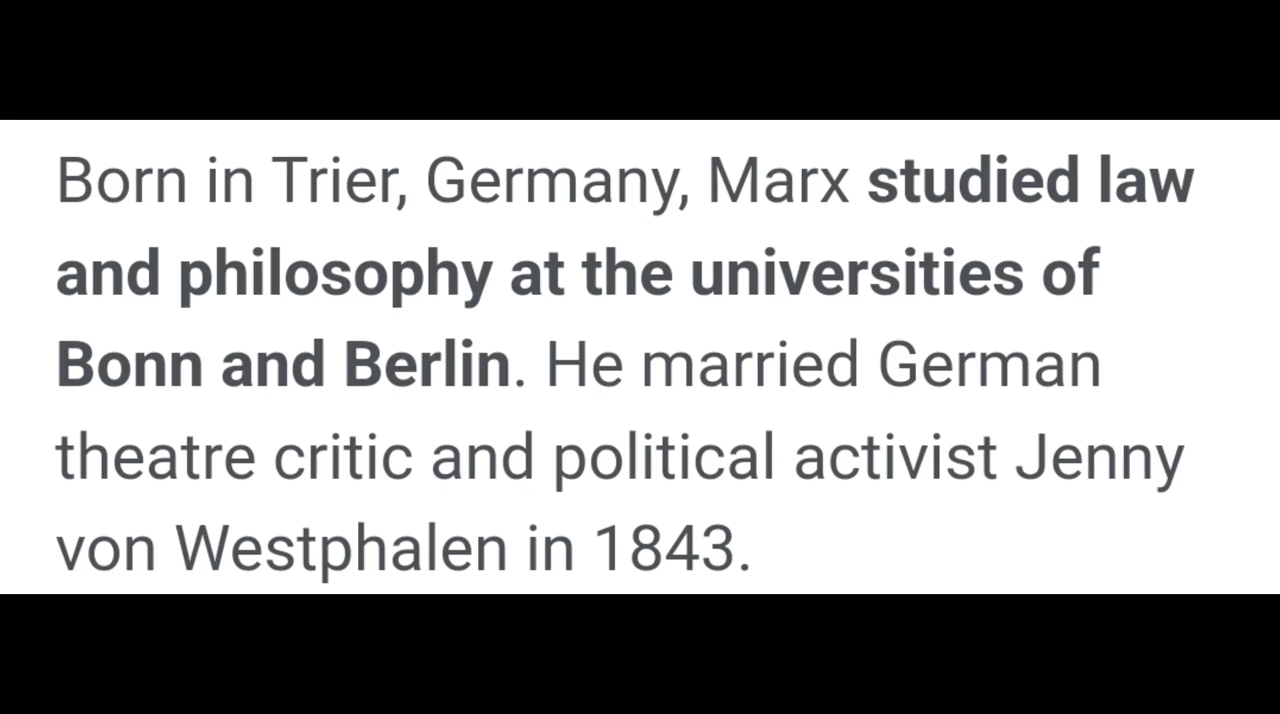 Born in Trier, Germany, Marx studied law
and philosophy at the universities of
Bonn and Berlin. He married German
theatre critic and political activist Jenny
von Westphalen in 1843.